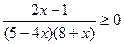 2x − 1
(5 − 4x)(8 ÷ x) ≥ 0